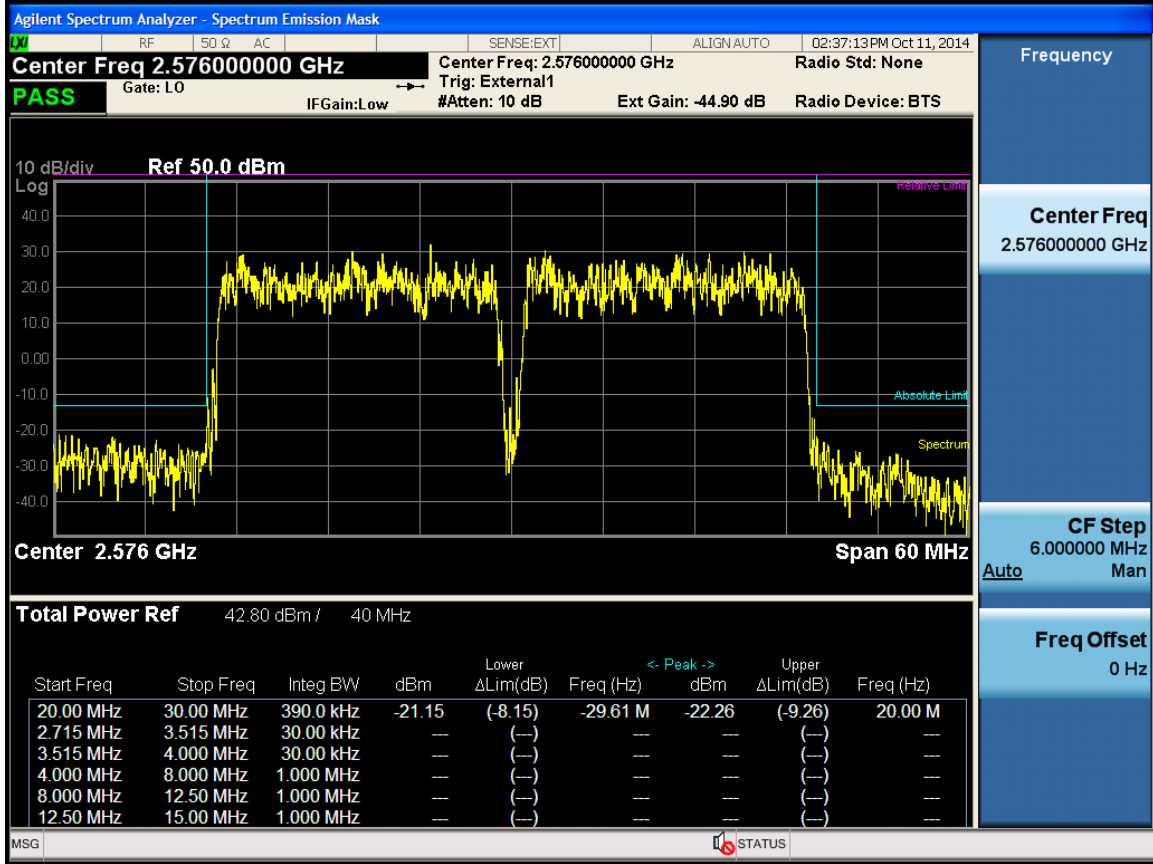 Agilent Spectrum Analyzer - Spectrum Emission Mask
LXI RF 50 Ω AC SENSE:EXT ALIGN AUTO 02:37:13 PM Oct 11, 2014
Center Freq 2.576000000 GHz Center Freq: 2.576000000 GHz Radio Std: None
PASS Gate: LO Trig: External1
IFGain:Low #Atten: 10 dB Ext Gain: -44.90 dB Radio Device: BTS
10 dB/div Ref 50.0 dBm
Log
Relative Limit
40.0
30.0
20.0
10.0
0.00
-10.0
Absolute Limit
-20.0
Spectrum
-30.0
-40.0
Center 2.576 GHz Span 60 MHz
Total Power Ref 42.80 dBm / 40 MHz
Lower <- Peak -> Upper
Start Freq Stop Freq Integ BW dBm ΔLim(dB) Freq (Hz) dBm ΔLim(dB) Freq (Hz)
20.00 MHz 30.00 MHz 390.0 kHz -21.15 (-8.15) -29.61 M -22.26 (-9.26) 20.00 M
2.715 MHz 3.515 MHz 30.00 kHz --- (---) --- --- (---) ---
3.515 MHz 4.000 MHz 30.00 kHz --- (---) --- --- (---) ---
4.000 MHz 8.000 MHz 1.000 MHz --- (---) --- --- (---) ---
8.000 MHz 12.50 MHz 1.000 MHz --- (---) --- --- (---) ---
12.50 MHz 15.00 MHz 1.000 MHz --- (---) --- --- (---) ---
MSG STATUS
Frequency
Center Freq
2.576000000 GHz
CF Step
6.000000 MHz
Auto Man
Freq Offset
0 Hz